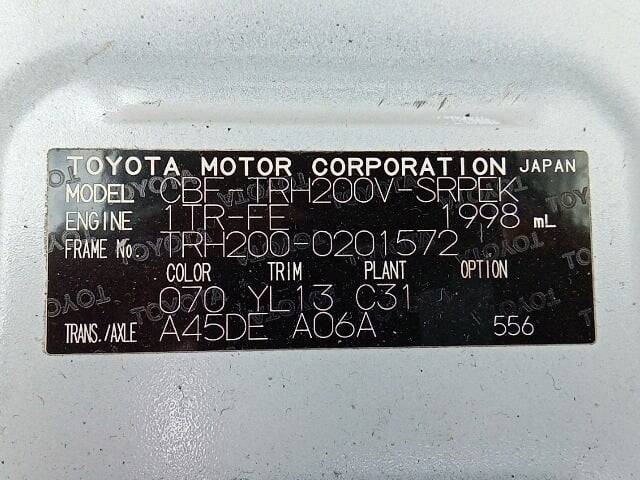 TOYOTA MOTOR CORPORATION JAPAN
MODEL CBF-TRH200V-SRPEK
ENGINE 1TR-FE 1998 mL
FRAME No. TRH200-0201572
COLOR TRIM PLANT OPTION
070 YL13 C31
TRANS./AXLE A45DE A06A 556